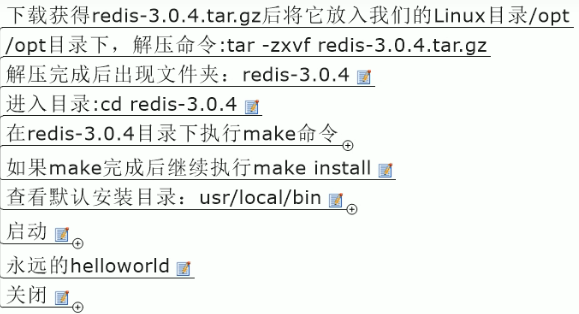 下载获得redis-3.0.4.tar.gz后将它放入我们的Linux目录/opt
/opt目录下，解压命令:tar -zxvf redis-3.0.4.tar.gz
解压完成后出现文件夹：redis-3.0.4
进入目录:cd redis-3.0.4
在redis-3.0.4目录下执行make命令
如果make完成后继续执行make install
查看默认安装目录：usr/local/bin
启动
永远的helloworld
关闭